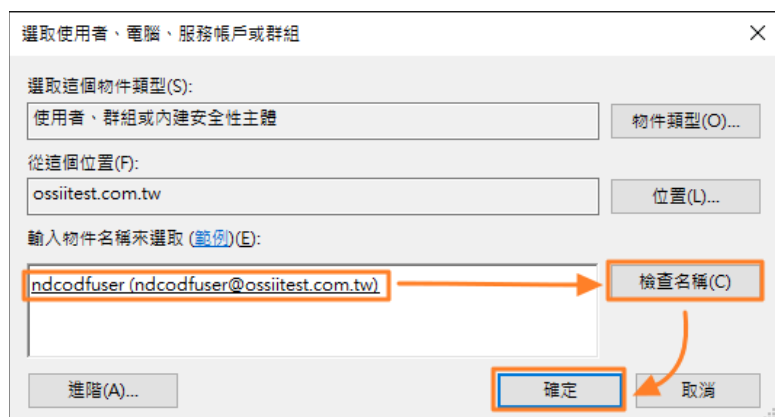 選取使用者、電腦、服務帳戶或群組
選取這個物件類型(S):
使用者、群組或內建安全性主體
物件類型(O)...
從這個位置(F):
ossiitest.com.tw
位置(L)...
輸入物件名稱來選取 (範例)(E):
ndcodfuser (ndcodfuser@ossiitest.com.tw)
檢查名稱(C)
進階(A)...
確定
取消